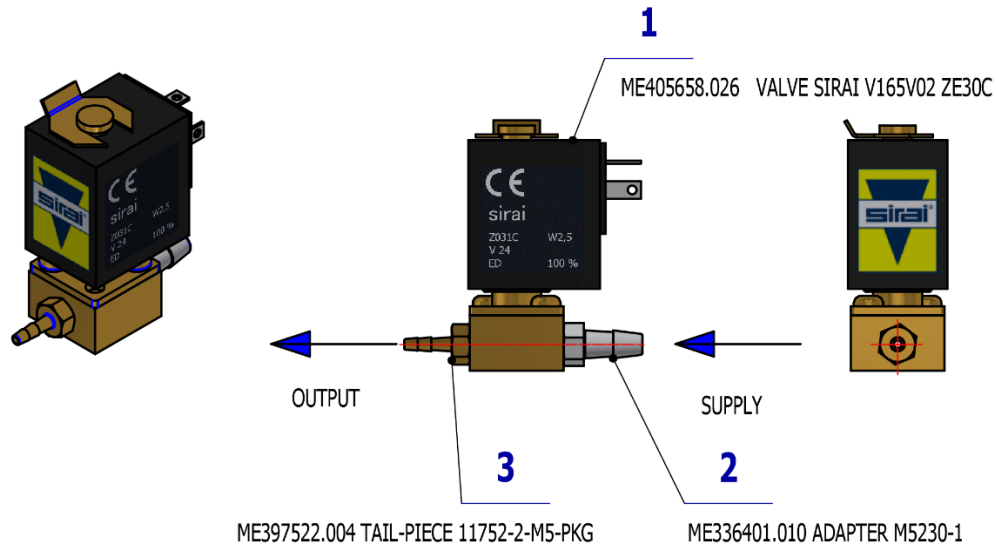 1
ME405658.026 VALVE SIRAI V165V02 ZE30C
CE
sirai
Z031C W2,5
V 24
ED 100 %
sirai
CE
sirai
Z031C W2,5
V 24
ED 100 %
sirai
OUTPUT
SUPPLY
3
2
ME397522.004 TAIL-PIECE 11752-2-M5-PKG
ME336401.010 ADAPTER M5230-1